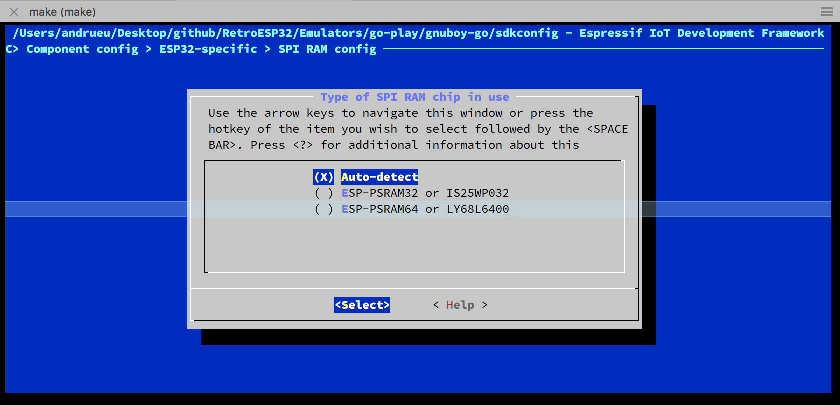 make (make)
/Users/andrueu/Desktop/github/RetroESP32/Emulators/go-play/gnuboy-go/sdkconfig - Espressif IoT Development Framework
C> Component config > ESP32-specific > SPI RAM config
Type of SPI RAM chip in use
Use the arrow keys to navigate this window or press the
hotkey of the item you wish to select followed by the <SPACE
BAR>. Press <?> for additional information about this
(X) Auto-detect
( ) ESP-PSRAM32 or IS25WP032
( ) ESP-PSRAM64 or LY68L6400
<Select> < Help >